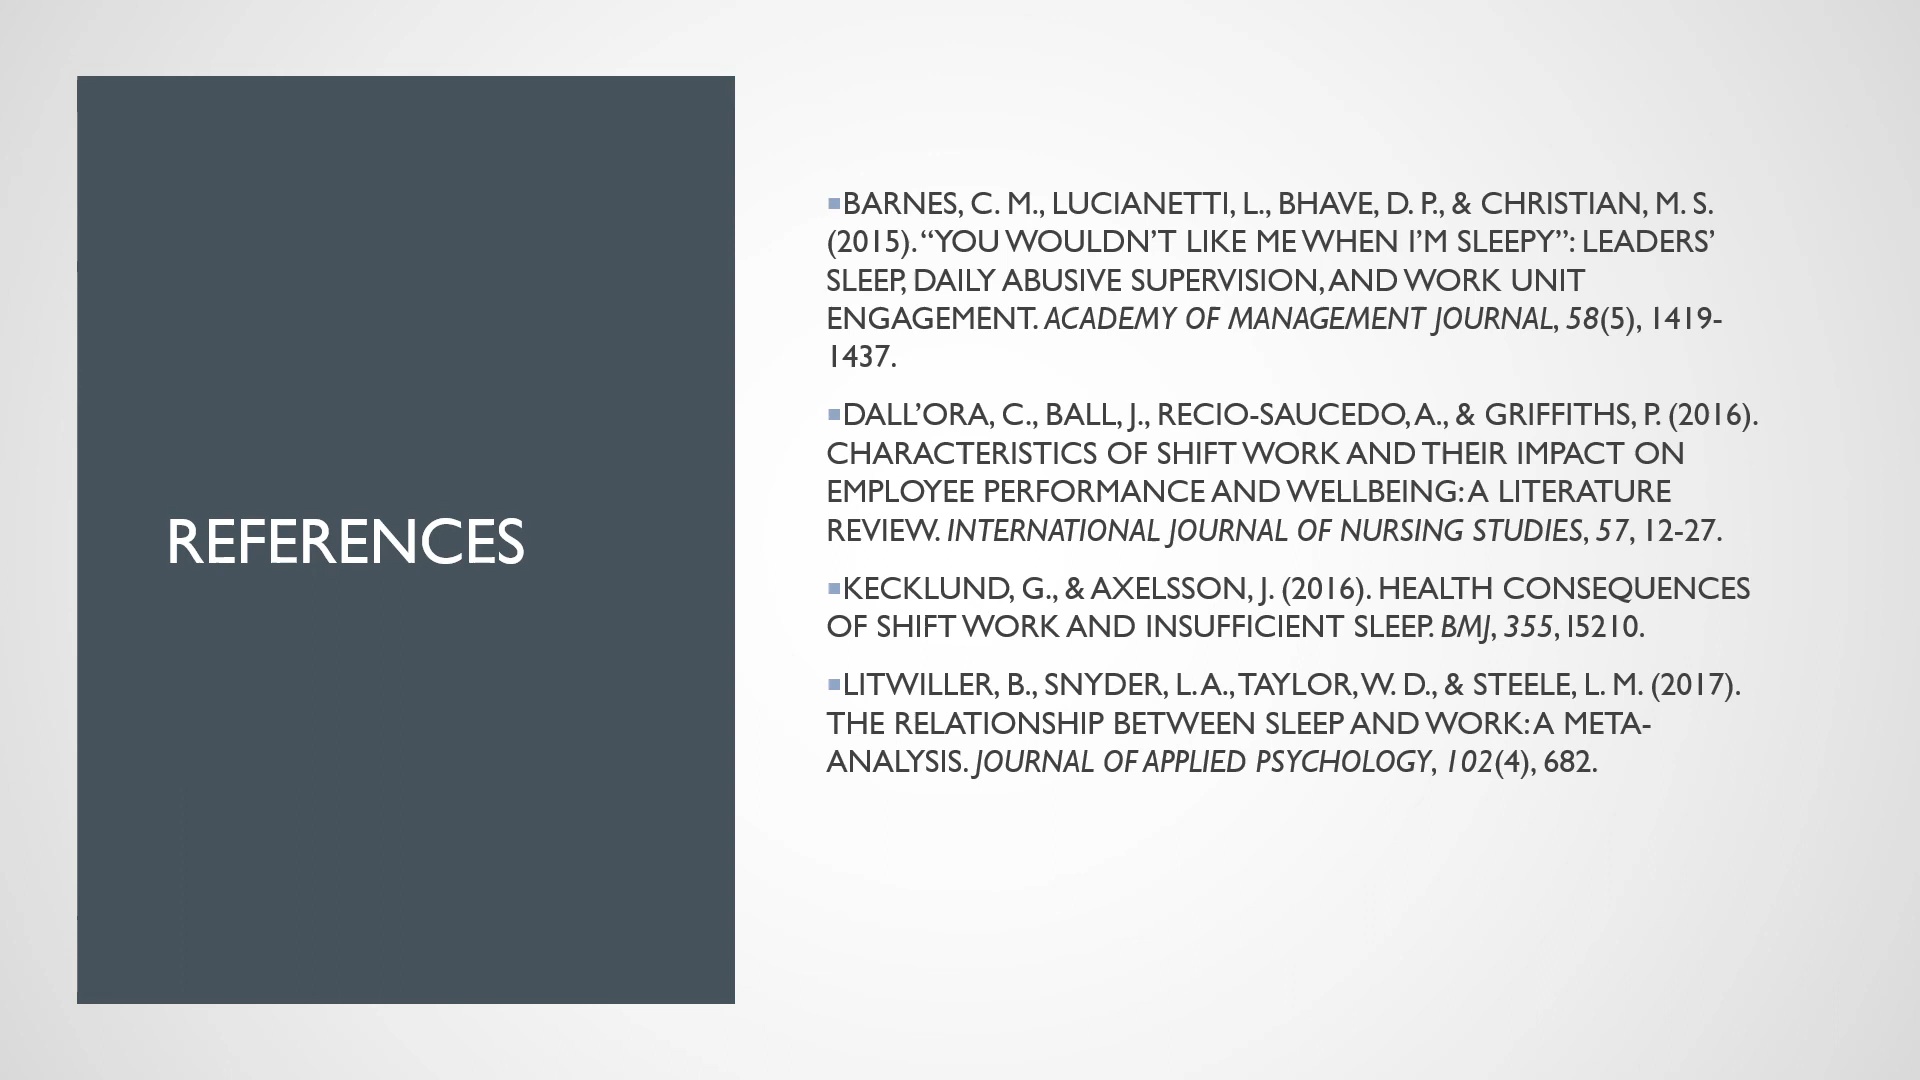 REFERENCES
▪BARNES, C. M., LUCIANETTI, L., BHAVE, D. P., & CHRISTIAN, M. S.
(2015). “YOU WOULDN’T LIKE ME WHEN I’M SLEEPY”: LEADERS’
SLEEP, DAILY ABUSIVE SUPERVISION, AND WORK UNIT
ENGAGEMENT. ACADEMY OF MANAGEMENT JOURNAL, 58(5), 1419-
1437.
▪DALL’ORA, C., BALL, J., RECIO-SAUCEDO, A., & GRIFFITHS, P. (2016).
CHARACTERISTICS OF SHIFT WORK AND THEIR IMPACT ON
EMPLOYEE PERFORMANCE AND WELLBEING: A LITERATURE
REVIEW. INTERNATIONAL JOURNAL OF NURSING STUDIES, 57, 12-27.
▪KECKLUND, G., & AXELSSON, J. (2016). HEALTH CONSEQUENCES
OF SHIFT WORK AND INSUFFICIENT SLEEP. BMJ, 355, I5210.
▪LITWILLER, B., SNYDER, L. A., TAYLOR, W. D., & STEELE, L. M. (2017).
THE RELATIONSHIP BETWEEN SLEEP AND WORK: A META-
ANALYSIS. JOURNAL OF APPLIED PSYCHOLOGY, 102(4), 682.